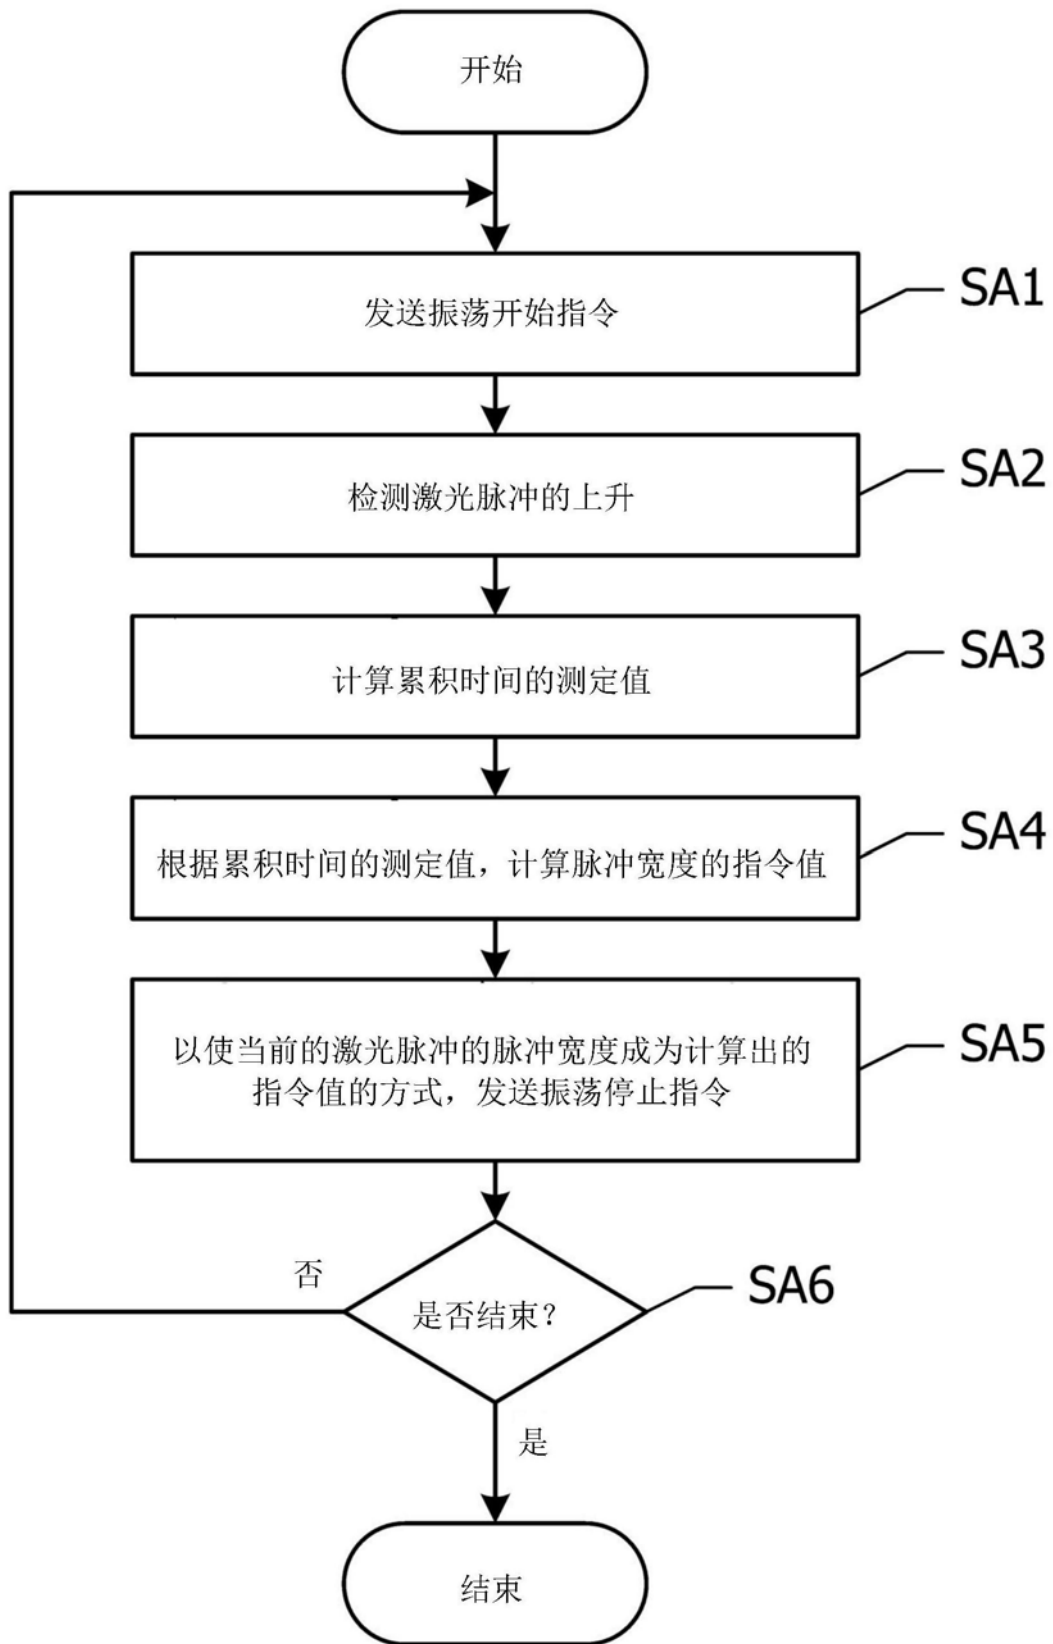 开始
发送振荡开始指令
SA1
检测激光脉冲的上升
SA2
计算累积时间的测定值
SA3
根据累积时间的测定值，计算脉冲宽度的指令值
SA4
以使当前的激光脉冲的脉冲宽度成为计算出的
指令值的方式，发送振荡停止指令
SA5
否
是否结束？
SA6
是
结束